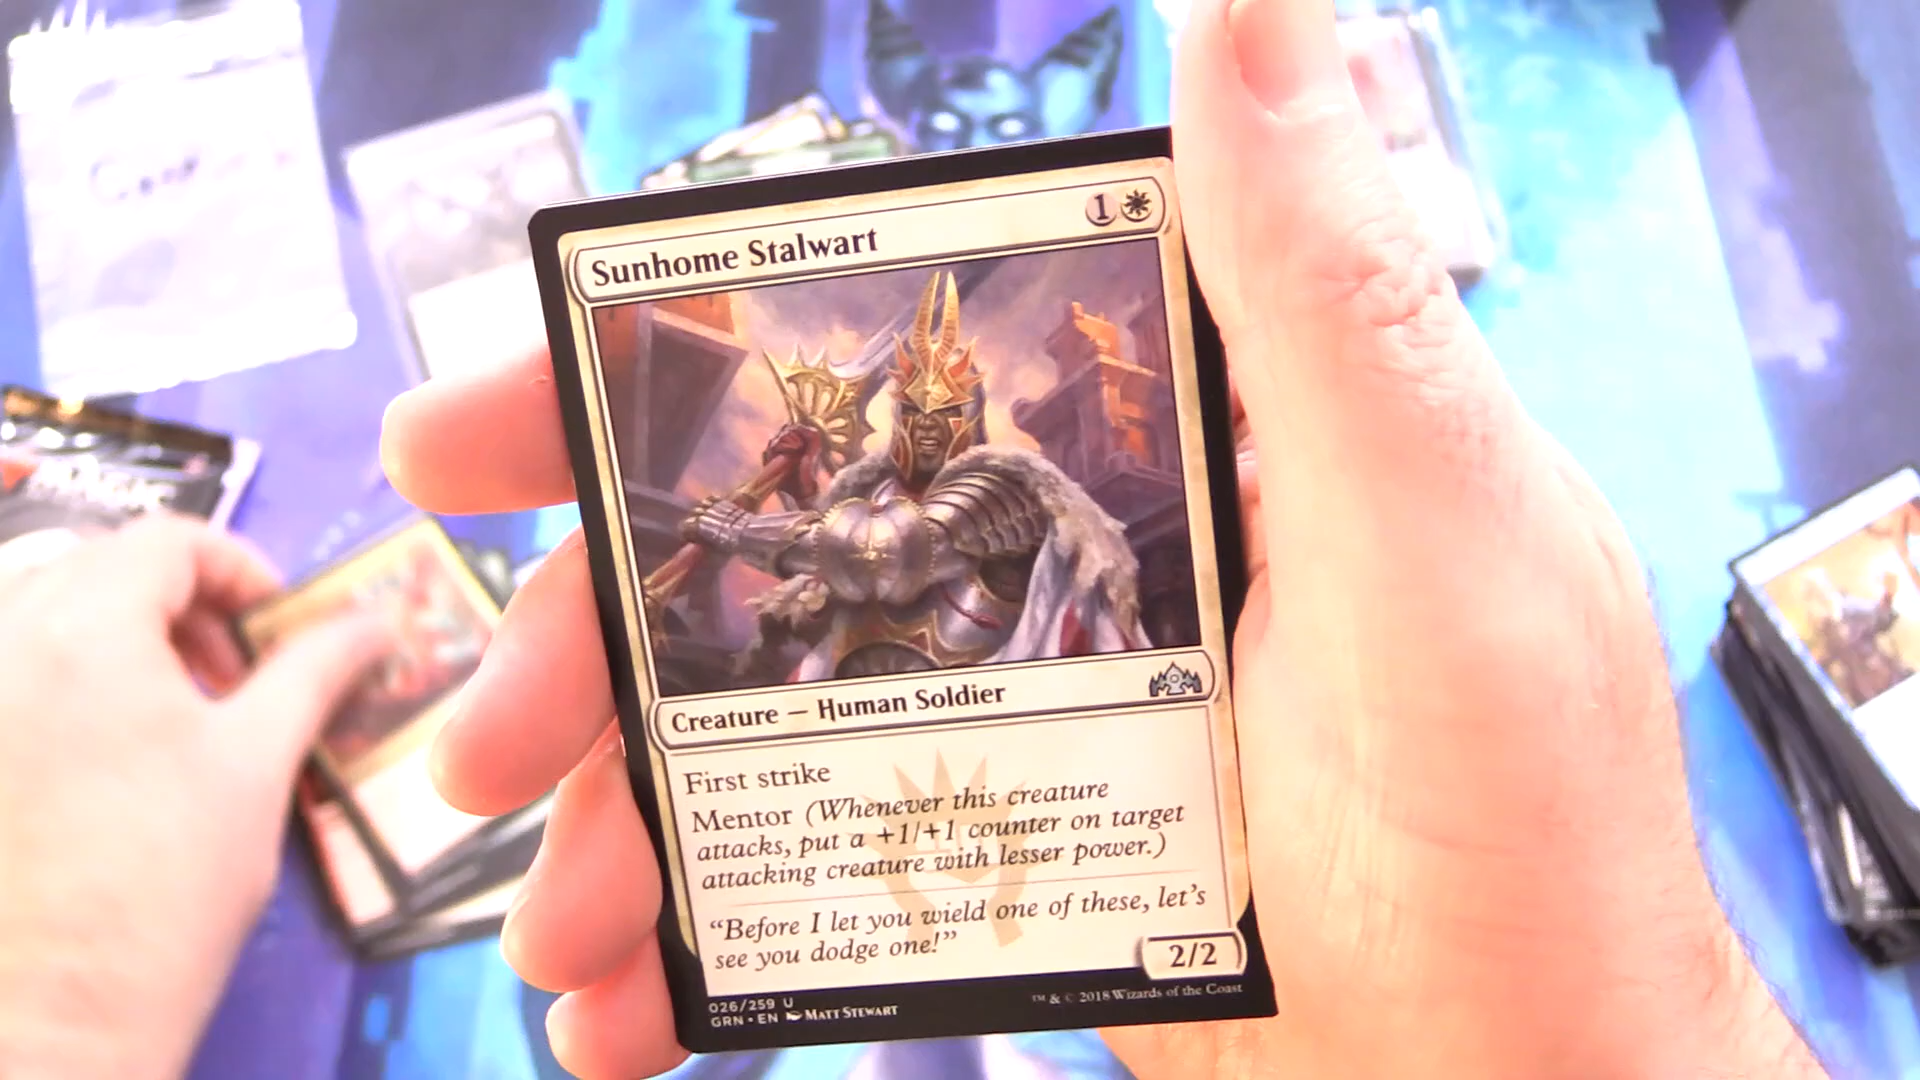 Sunhome Stalwart
1
Creature — Human Soldier
First strike
Mentor (Whenever this creature
attacks, put a +1/+1 counter on target
attacking creature with lesser power.)
“Before I let you wield one of these, let's
see you dodge one!”
2/2
026/259 U
GRN • EN Matt Stewart
™ & © 2018 Wizards of the Coast